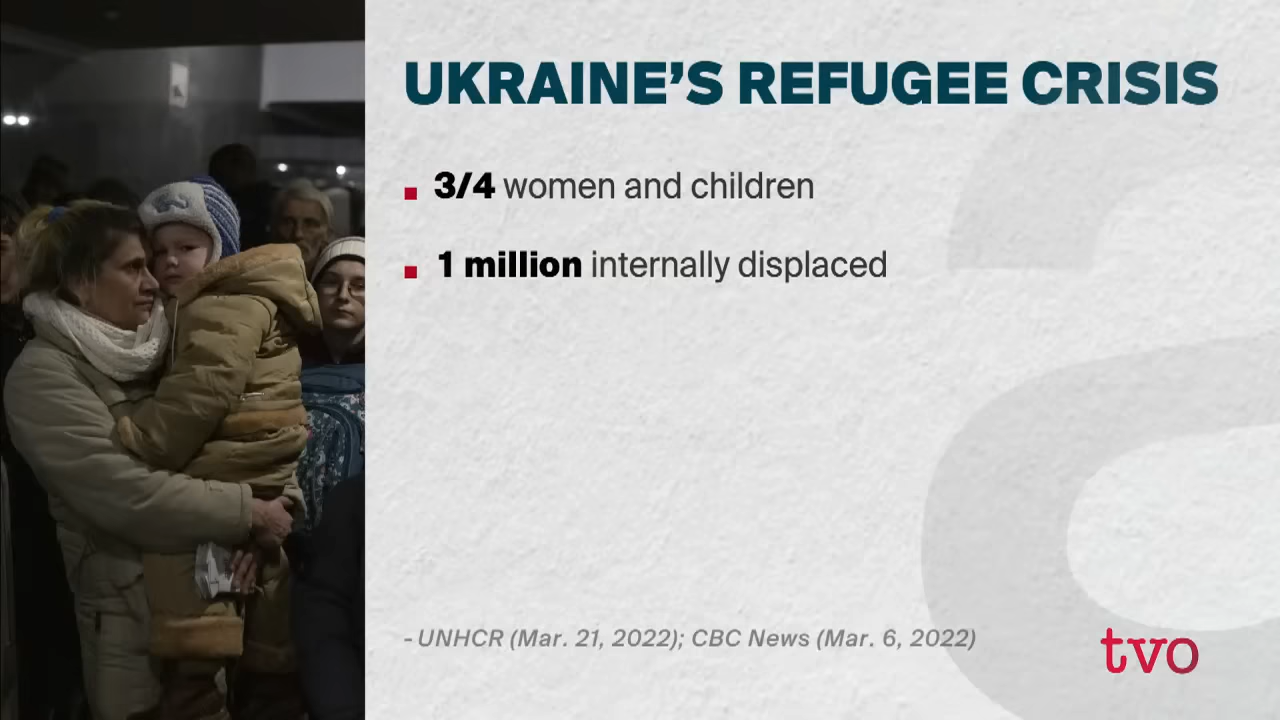 UKRAINE'S REFUGEE CRISIS
3/4 women and children
1 million internally displaced
- UNHCR (Mar. 21, 2022); CBC News (Mar. 6, 2022)
tvo